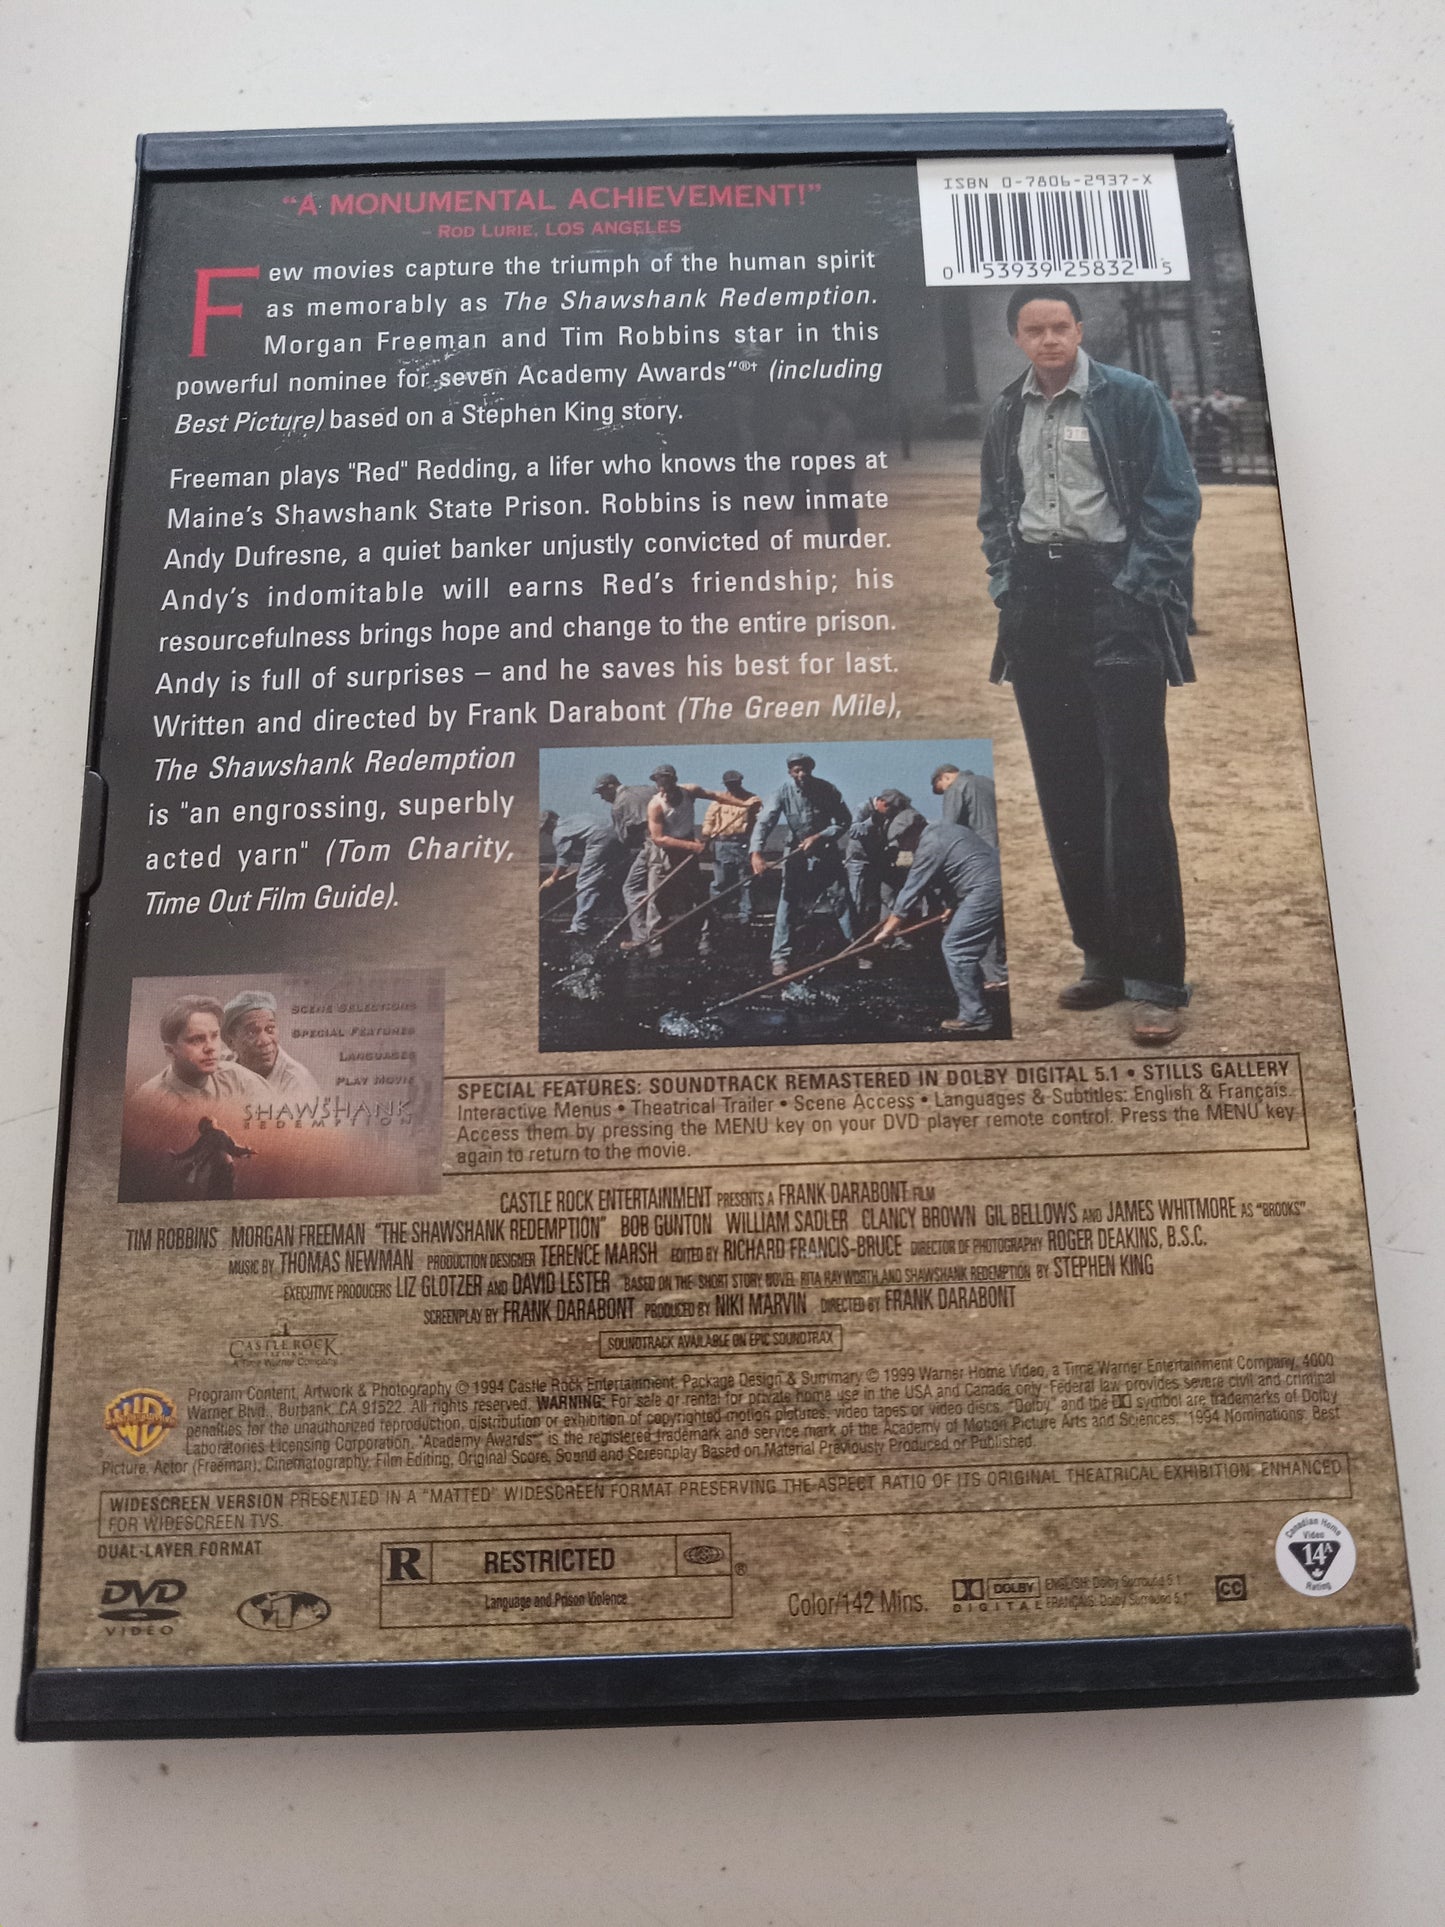 ISBN 0-7806-2937-X
0 53939 25832 5
“A MONUMENTAL ACHIEVEMENT!”
– ROD LURIE, LOS ANGELES
Few movies capture the triumph of the human spirit
as memorably as The Shawshank Redemption.
Morgan Freeman and Tim Robbins star in this
powerful nominee for seven Academy Awards“®† (including
Best Picture) based on a Stephen King story.
Freeman plays "Red" Redding, a lifer who knows the ropes at
Maine's Shawshank State Prison. Robbins is new inmate
Andy Dufresne, a quiet banker unjustly convicted of murder.
Andy's indomitable will earns Red's friendship; his
resourcefulness brings hope and change to the entire prison.
Andy is full of surprises – and he saves his best for last.
Written and directed by Frank Darabont (The Green Mile),
The Shawshank Redemption
is "an engrossing, superbly
acted yarn" (Tom Charity,
Time Out Film Guide).
SCENE SELECTIONS
SPECIAL FEATURES
LANGUAGES
PLAY MOVIE
THE
SHAWSHANK
REDEMPTION
SPECIAL FEATURES: SOUNDTRACK REMASTERED IN DOLBY DIGITAL 5.1 • STILLS GALLERY
Interactive Menus • Theatrical Trailer • Scene Access • Languages & Subtitles: English & Français.
Access them by pressing the MENU key on your DVD player remote control. Press the MENU key
again to return to the movie.
CASTLE ROCK ENTERTAINMENT PRESENTS A FRANK DARABONT FILM
TIM ROBBINS MORGAN FREEMAN "THE SHAWSHANK REDEMPTION" BOB GUNTON WILLIAM SADLER CLANCY BROWN GIL BELLOWS AND JAMES WHITMORE AS "BROOKS"
MUSIC BY THOMAS NEWMAN PRODUCTION DESIGNER TERENCE MARSH EDITED BY RICHARD FRANCIS-BRUCE DIRECTOR OF PHOTOGRAPHY ROGER DEAKINS, B.S.C.
EXECUTIVE PRODUCERS LIZ GLOTZER AND DAVID LESTER BASED ON THE SHORT STORY NOVEL RITA HAYWORTH AND SHAWSHANK REDEMPTION BY STEPHEN KING
SCREENPLAY BY FRANK DARABONT PRODUCED BY NIKI MARVIN DIRECTED BY FRANK DARABONT
CASTLE ROCK
ENTERTAINMENT
A Time Warner Company
SOUNDTRACK AVAILABLE ON EPIC SOUNDTRAX
Program Content, Artwork & Photography © 1994 Castle Rock Entertainment. Package Design & Summary © 1999 Warner Home Video, a Time Warner Entertainment Company, 4000
Warner Blvd., Burbank, CA 91522. All rights reserved. WARNING: For sale or rental for private home use in the USA and Canada only. Federal law provides severe civil and criminal
penalties for the unauthorized reproduction, distribution or exhibition of copyrighted motion pictures, video tapes or video discs. "Dolby" and the symbol are trademarks of Dolby
Laboratories Licensing Corporation. "Academy Awards" is the registered trademark and service mark of the Academy of Motion Picture Arts and Sciences. 1994 Nominations: Best
Picture, Actor (Freeman), Cinematography, Film Editing, Original Score, Sound and Screenplay Based on Material Previously Produced or Published.
WIDESCREEN VERSION PRESENTED IN A "MATTED" WIDESCREEN FORMAT PRESERVING THE ASPECT RATIO OF ITS ORIGINAL THEATRICAL EXHIBITION. ENHANCED
FOR WIDESCREEN TVS.
DUAL-LAYER FORMAT
DVD
VIDEO
R RESTRICTED ®
Language and Prison Violence
Color/142 Mins.
DOLBY
DIGITAL
ENGLISH: Dolby Surround 5.1
FRANÇAIS: Dolby Surround 5.1
CC
Canadian Home
Video
14A
Rating